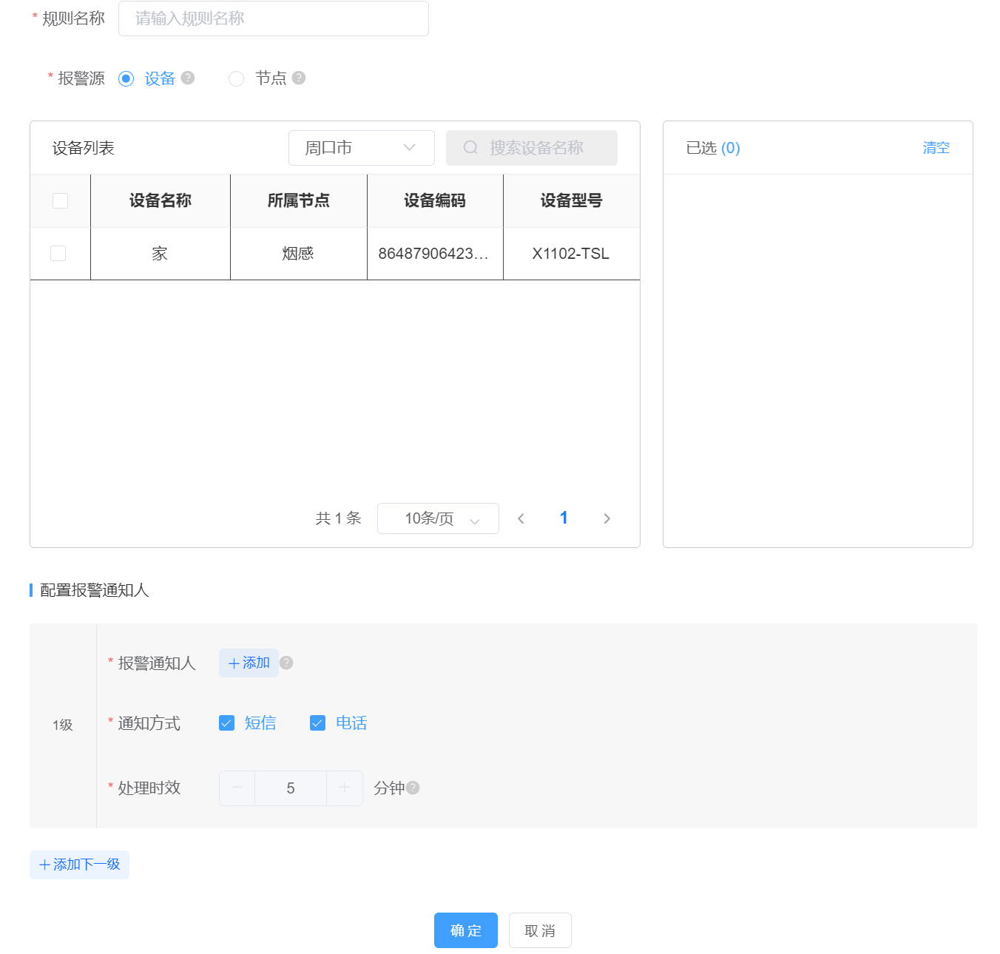 * 规则名称 请输入规则名称
* 报警源 设备 ? 节点 ?
设备列表 周口市 搜索设备名称
已选 (0) 清空
设备名称 所属节点 设备编码 设备型号
家 烟感 86487906423... X1102-TSL
共 1 条 10条/页 < 1 >
配置报警通知人
1级
* 报警通知人 +添加 ?
* 通知方式 短信 电话
* 处理时效 − 5 + 分钟 ?
+添加下一级
确定 取消